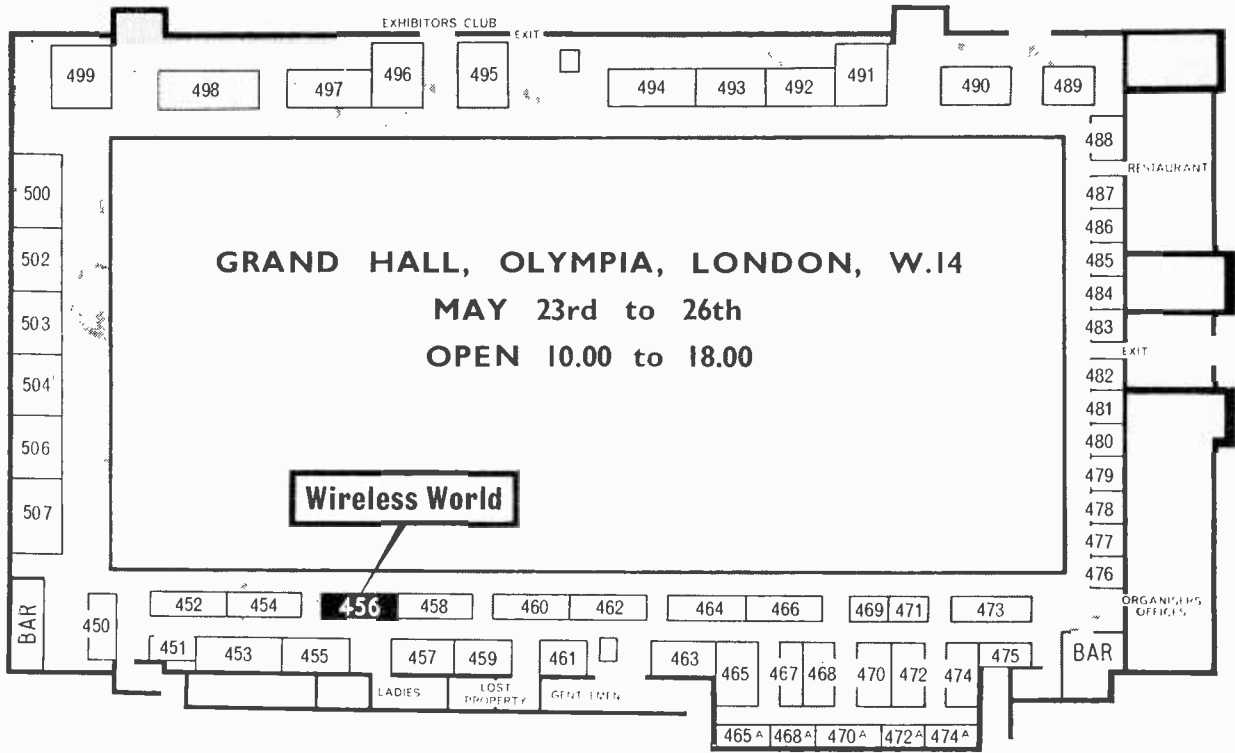 EXHIBITORS CLUB
EXIT
499
498
497
496
495
494
493
492
491
490
489
488
RESTAURANT
487
486
485
484
483
EXIT
482
481
480
479
478
477
476
ORGANISERS
OFFICES
500
502
503
504
506
507
GRAND HALL, OLYMPIA, LONDON, W.14
MAY 23rd to 26th
OPEN 10.00 to 18.00
Wireless World
BAR
450
452
454
456
458
460
462
464
466
469
471
473
451
453
455
457
459
461
463
465
467
468
470
472
474
475
BAR
LADIES
LOST
PROPERTY
GENTLEMEN
465A
468A
470A
472A
474A